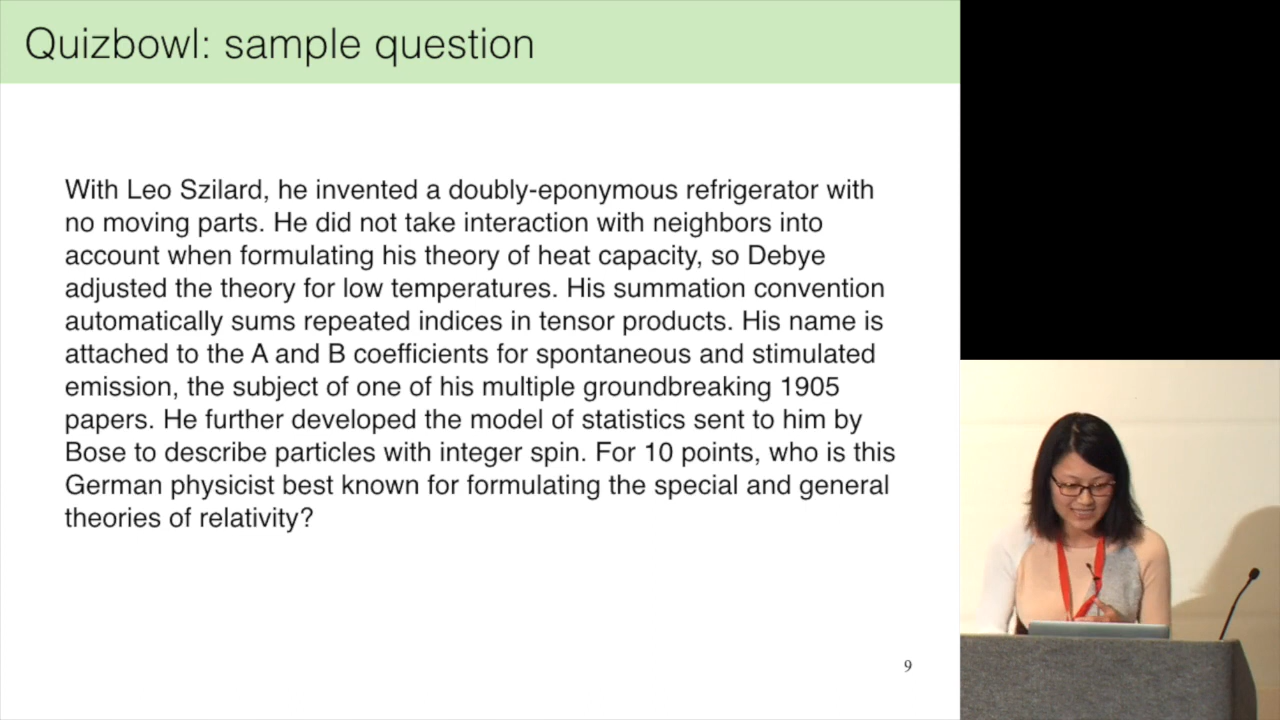 Quizbowl: sample question
With Leo Szilard, he invented a doubly-eponymous refrigerator with
no moving parts. He did not take interaction with neighbors into
account when formulating his theory of heat capacity, so Debye
adjusted the theory for low temperatures. His summation convention
automatically sums repeated indices in tensor products. His name is
attached to the A and B coefficients for spontaneous and stimulated
emission, the subject of one of his multiple groundbreaking 1905
papers. He further developed the model of statistics sent to him by
Bose to describe particles with integer spin. For 10 points, who is this
German physicist best known for formulating the special and general
theories of relativity?
9